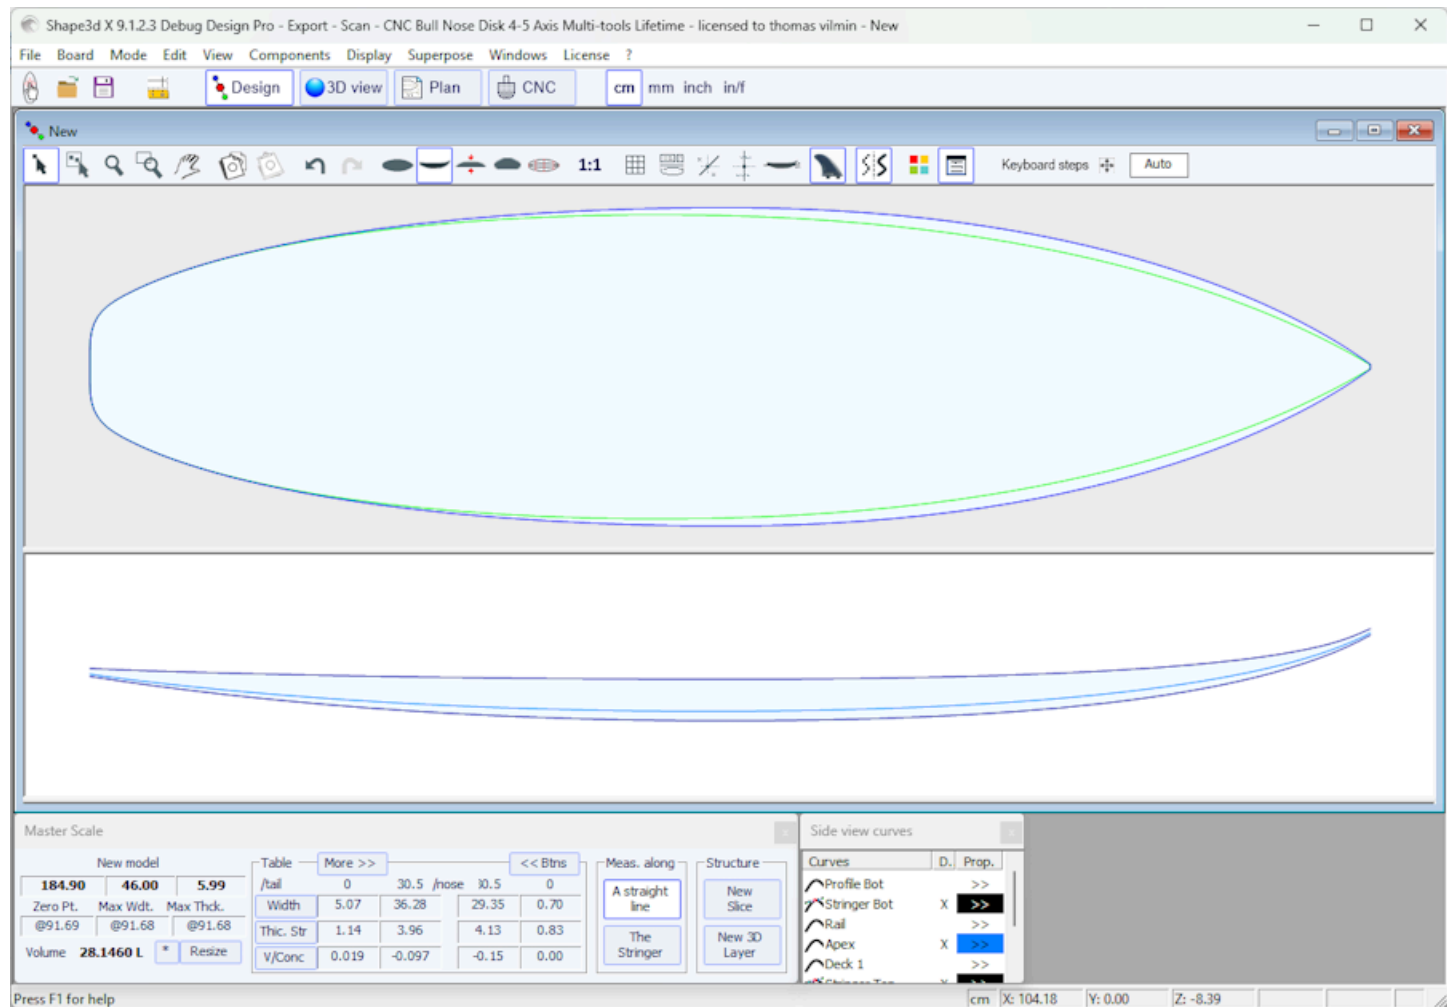 Shape3d X 9.1.2.3 Debug Design Pro - Export - Scan - CNC Bull Nose Disk 4-5 Axis Multi-tools Lifetime - licensed to thomas vilmin - New
File Board Mode Edit View Components Display Superpose Windows License ?
Design 3D view Plan CNC cm mm inch in/f
New
1:1 Keyboard steps Auto
Master Scale
New model
184.90 46.00 5.99
Zero Pt. Max Wdt. Max Thck.
@91.69 @91.68 @91.68
Volume 28.1460 L * Resize
Table More >> << Btns
/tail 0 30.5 /nose 30.5 0
Width 5.07 36.28 29.35 0.70
Thic. Str 1.14 3.96 4.13 0.83
V/Conc 0.019 -0.097 -0.15 0.00
Meas. along
A straight
line
The
Stringer
Structure
New
Slice
New 3D
Layer
Side view curves
Curves D. Prop.
Profile Bot >>
Stringer Bot X >>
Rail >>
Apex X >>
Deck 1 >>
Press F1 for help cm X: 104.18 Y: 0.00 Z: -8.39